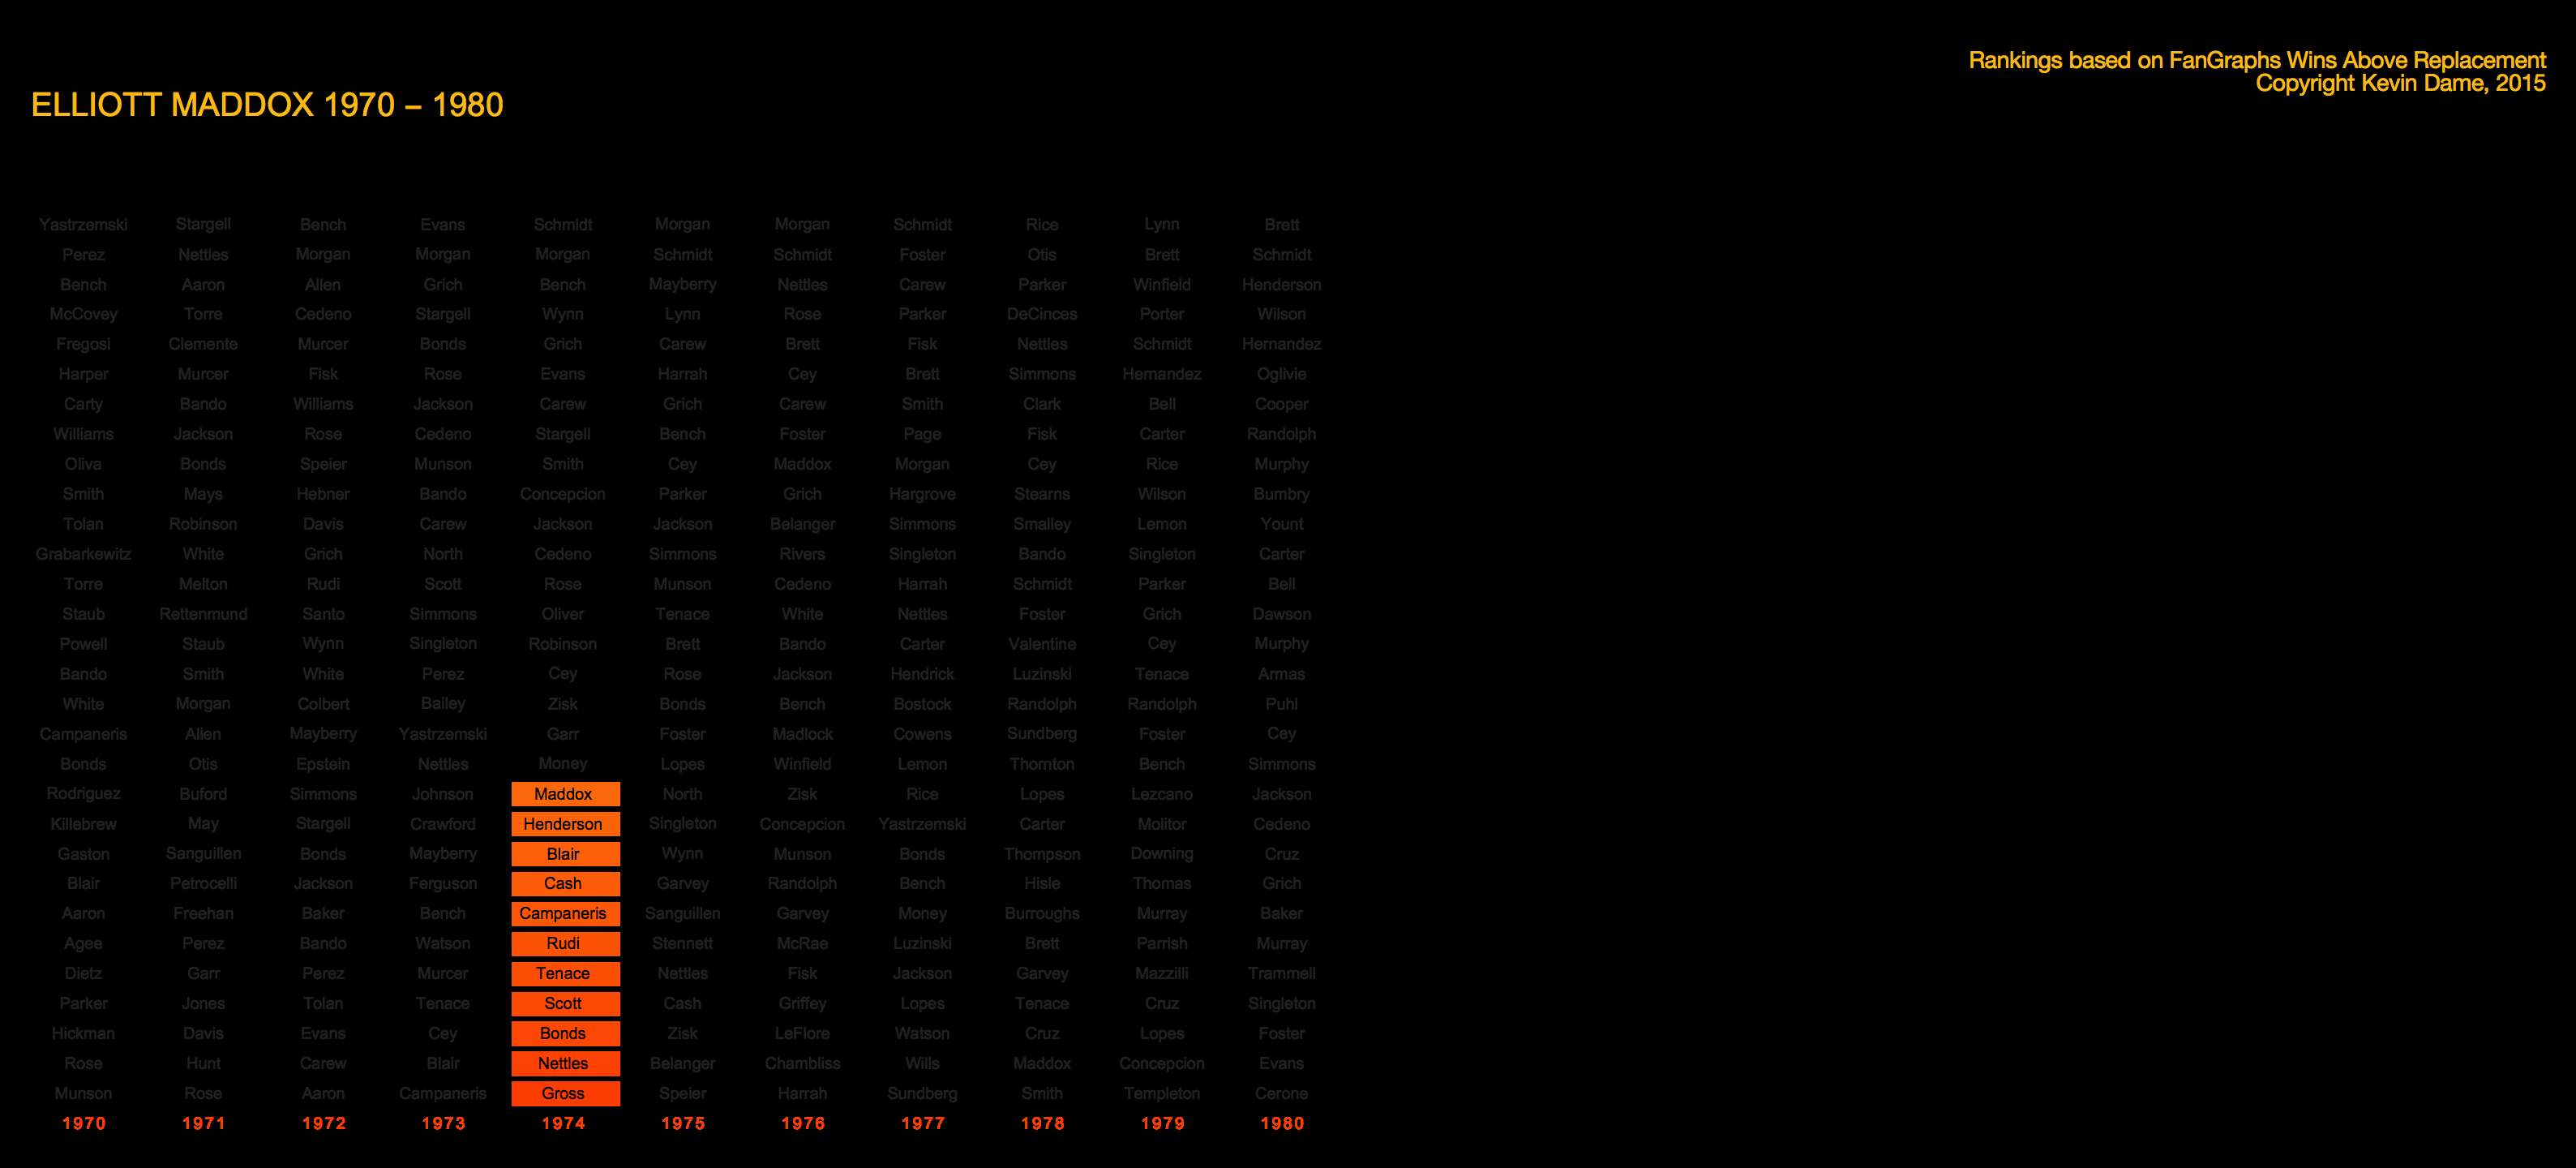 Rankings based on FanGraphs Wins Above Replacement
Copyright Kevin Dame, 2015
ELLIOTT MADDOX 1970 – 1980
Yastrzemski Stargell Bench Evans Schmidt Morgan Morgan Schmidt Rice Lynn Brett
Perez Nettles Morgan Morgan Morgan Schmidt Schmidt Foster Otis Brett Schmidt
Bench Aaron Allen Grich Bench Mayberry Nettles Carew Parker Winfield Henderson
McCovey Torre Cedeno Stargell Wynn Lynn Rose Parker DeCinces Porter Wilson
Fregosi Clemente Murcer Bonds Grich Carew Brett Fisk Nettles Schmidt Hernandez
Harper Murcer Fisk Rose Evans Harrah Cey Brett Simmons Hernandez Oglivie
Carty Bando Williams Jackson Carew Grich Carew Smith Clark Bell Cooper
Williams Jackson Rose Cedeno Stargell Bench Foster Page Fisk Carter Randolph
Oliva Bonds Speier Munson Smith Cey Maddox Morgan Cey Rice Murphy
Smith Mays Hebner Bando Concepcion Parker Grich Hargrove Stearns Wilson Bumbry
Tolan Robinson Davis Carew Jackson Jackson Belanger Simmons Smalley Lemon Yount
Grabarkewitz White Grich North Cedeno Simmons Rivers Singleton Bando Singleton Carter
Torre Melton Rudi Scott Rose Munson Cedeno Harrah Schmidt Parker Bell
Staub Rettenmund Santo Simmons Oliver Tenace White Nettles Foster Grich Dawson
Powell Staub Wynn Singleton Robinson Brett Bando Carter Valentine Cey Murphy
Bando Smith White Perez Cey Rose Jackson Hendrick Luzinski Tenace Armas
White Morgan Colbert Bailey Zisk Bonds Bench Bostock Randolph Randolph Puhl
Campaneris Allen Mayberry Yastrzemski Garr Foster Madlock Cowens Sundberg Foster Cey
Bonds Otis Epstein Nettles Money Lopes Winfield Lemon Thornton Bench Simmons
Rodriguez Buford Simmons Johnson Maddox North Zisk Rice Lopes Lezcano Jackson
Killebrew May Stargell Crawford Henderson Singleton Concepcion Yastrzemski Carter Molitor Cedeno
Gaston Sanguillen Bonds Mayberry Blair Wynn Munson Bonds Thompson Downing Cruz
Blair Petrocelli Jackson Ferguson Cash Garvey Randolph Bench Hisle Thomas Grich
Aaron Freehan Baker Bench Campaneris Sanguillen Garvey Money Burroughs Murray Baker
Agee Perez Bando Watson Rudi Stennett McRae Luzinski Brett Parrish Murray
Dietz Garr Perez Murcer Tenace Nettles Fisk Jackson Garvey Mazzilli Trammell
Parker Jones Tolan Tenace Scott Cash Griffey Lopes Tenace Cruz Singleton
Hickman Davis Evans Cey Bonds Zisk LeFlore Watson Cruz Lopes Foster
Rose Hunt Carew Blair Nettles Belanger Chambliss Wills Maddox Concepcion Evans
Munson Rose Aaron Campaneris Gross Speier Harrah Sundberg Smith Templeton Cerone
1970 1971 1972 1973 1974 1975 1976 1977 1978 1979 1980